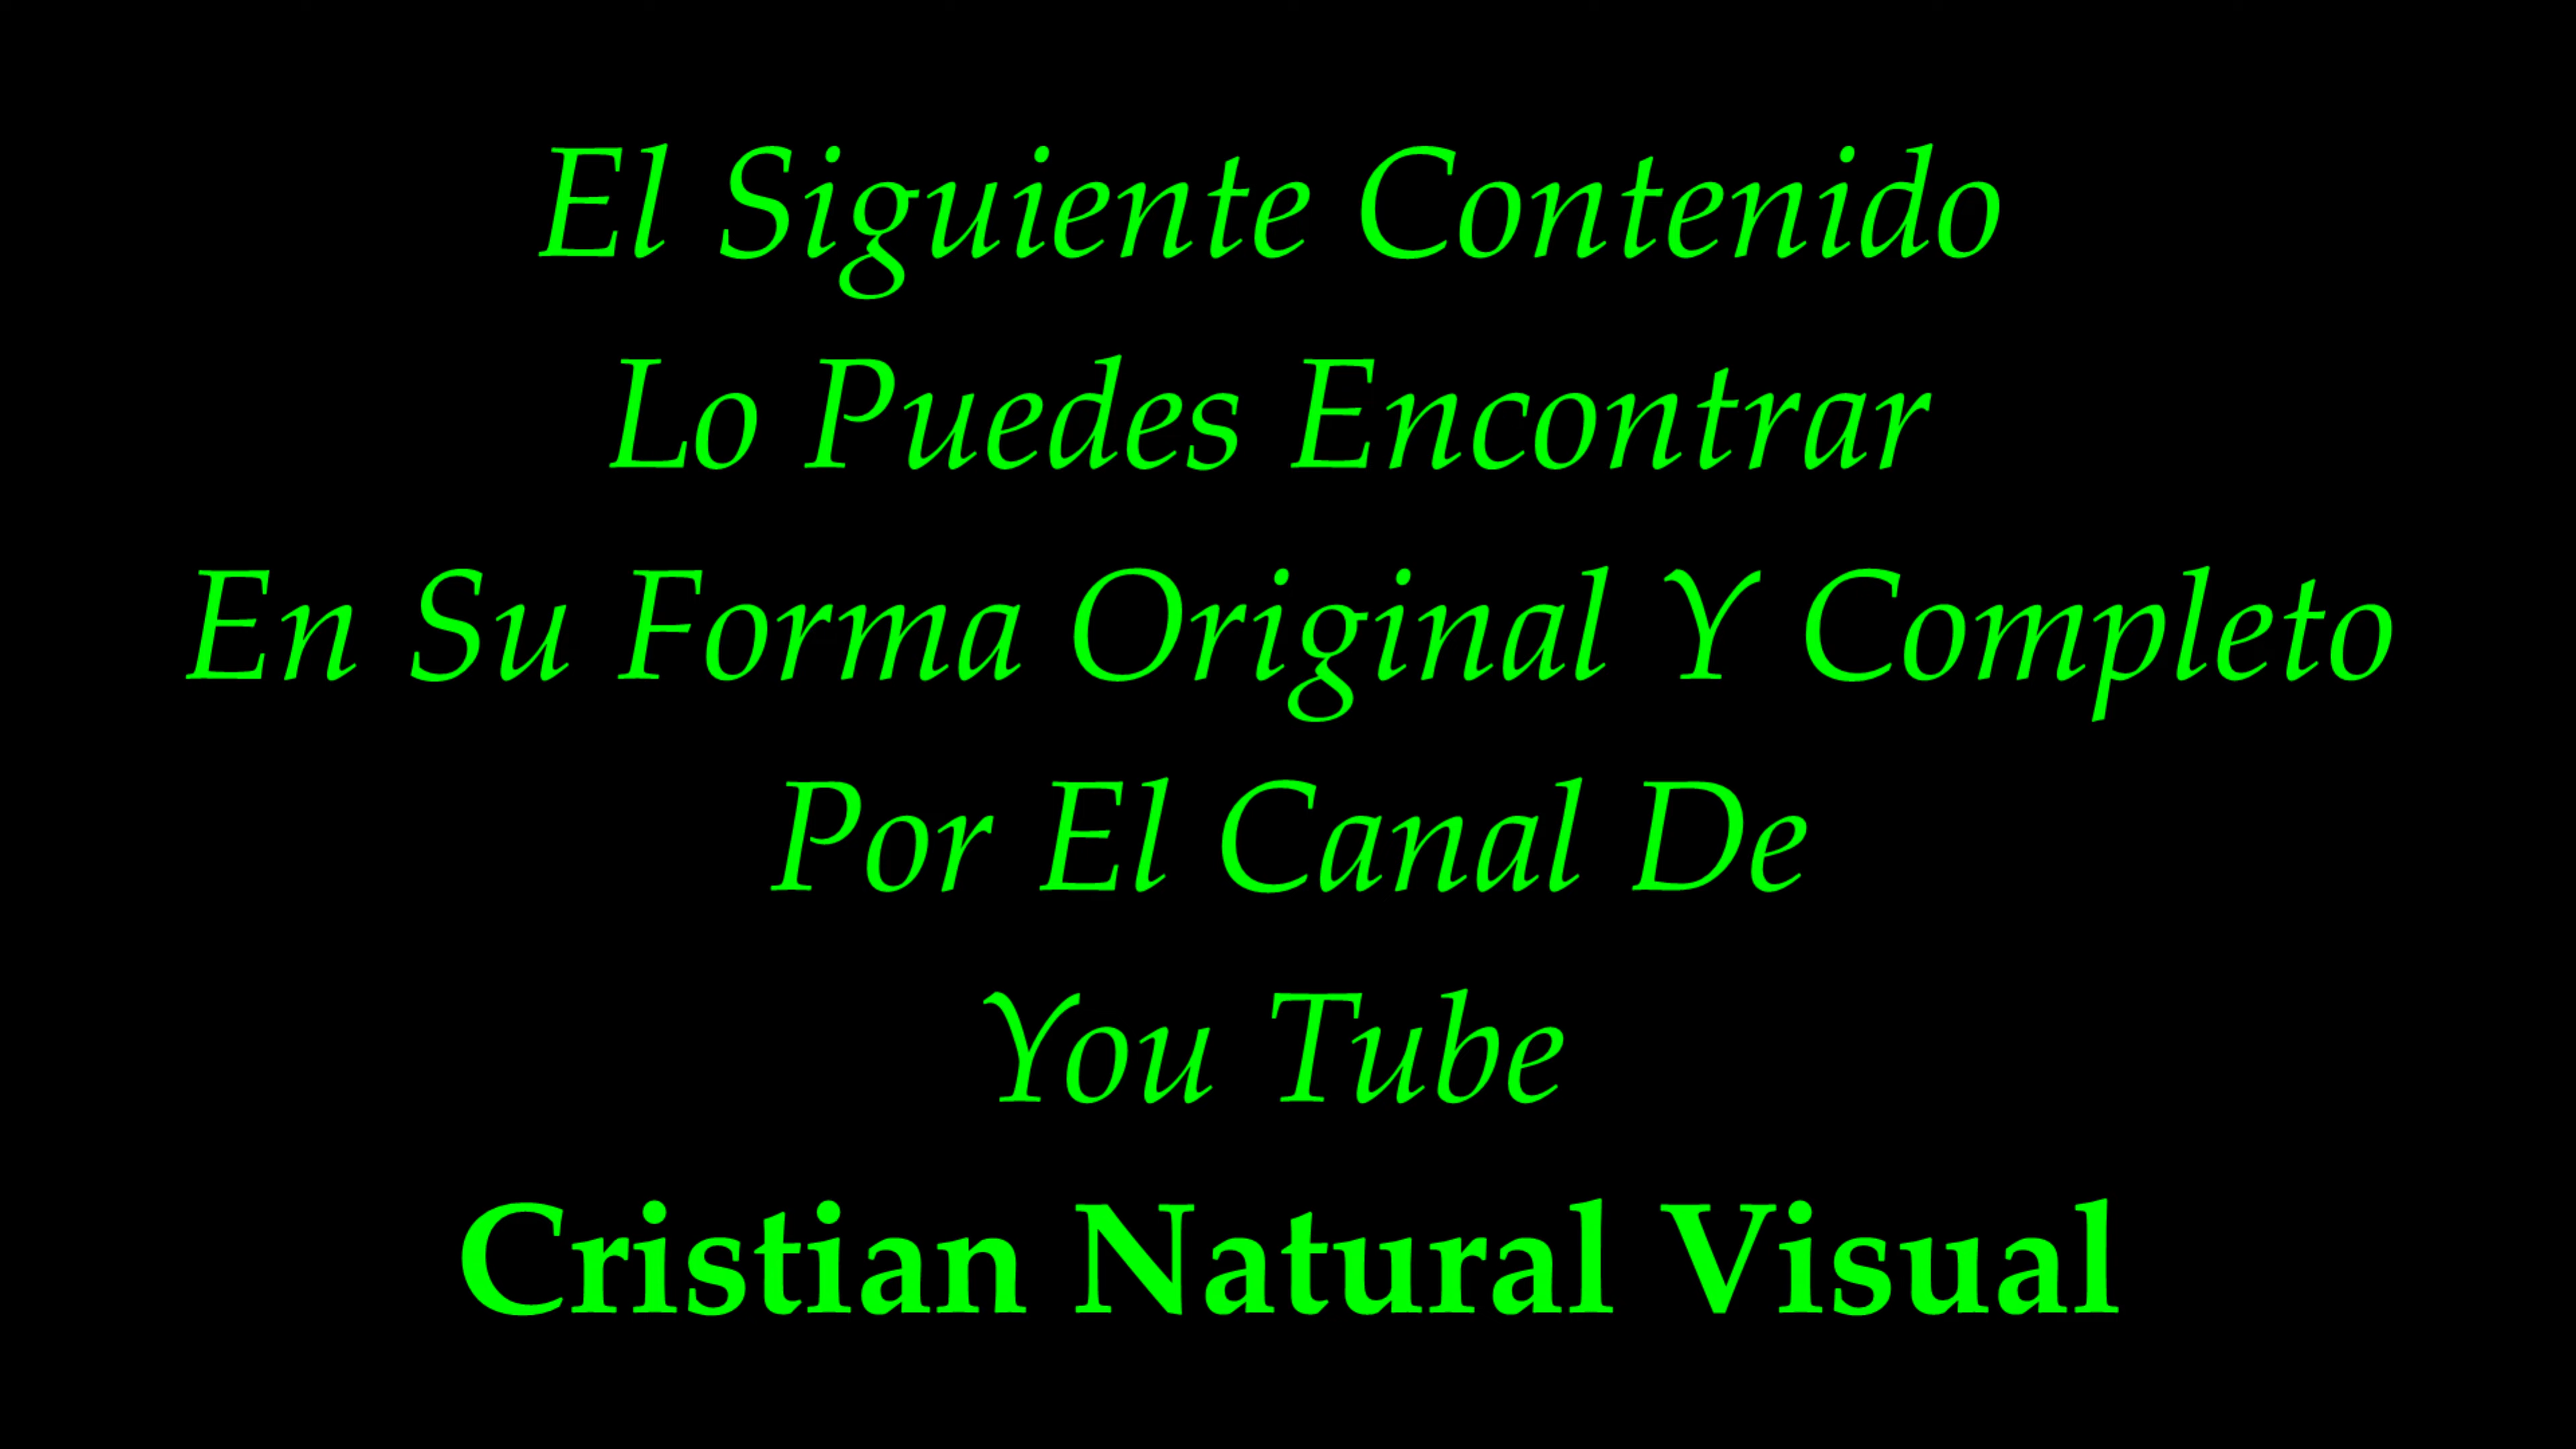 El Siguiente Contenido
Lo Puedes Encontrar
En Su Forma Original Y Completo
Por El Canal De
You Tube
Cristian Natural Visual